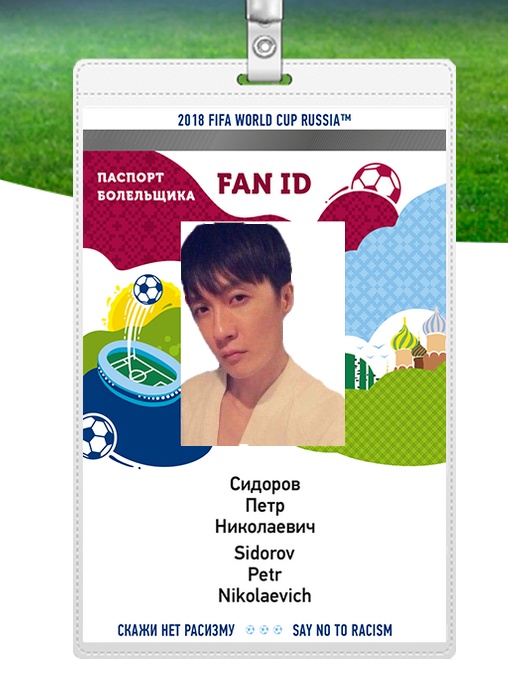 2018 FIFA WORLD CUP RUSSIA™
ПАСПОРТ
БОЛЕЛЬЩИКА
FAN ID
Сидоров
Петр
Николаевич
Sidorov
Petr
Nikolaevich
СКАЖИ НЕТ РАСИЗМУ SAY NO TO RACISM